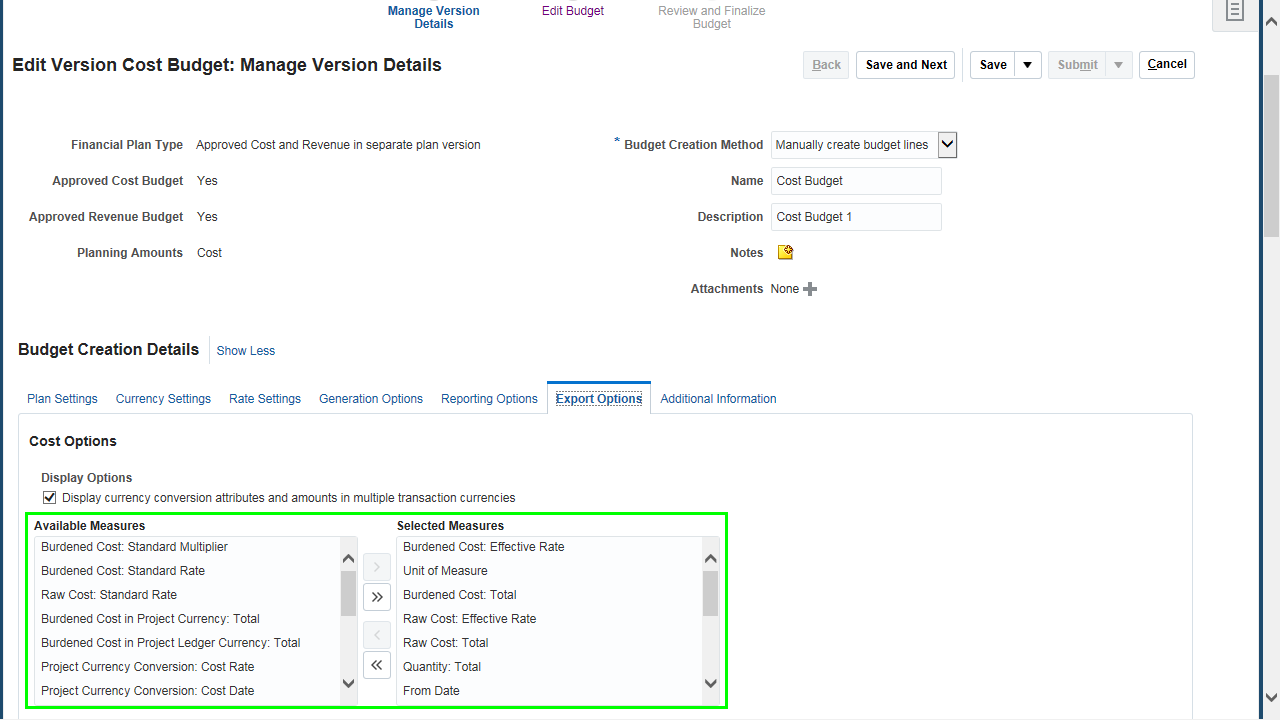 Manage Version
Details
Edit Budget
Review and Finalize
Budget
Edit Version Cost Budget: Manage Version Details
Back
Save and Next
Save
Submit
Cancel
Financial Plan Type Approved Cost and Revenue in separate plan version
* Budget Creation Method Manually create budget lines
Approved Cost Budget Yes
Name Cost Budget
Approved Revenue Budget Yes
Description Cost Budget 1
Planning Amounts Cost
Notes
Attachments None
Budget Creation Details Show Less
Plan Settings Currency Settings Rate Settings Generation Options Reporting Options Export Options Additional Information
Cost Options
Display Options
Display currency conversion attributes and amounts in multiple transaction currencies
Available Measures
Burdened Cost: Standard Multiplier
Burdened Cost: Standard Rate
Raw Cost: Standard Rate
Burdened Cost in Project Currency: Total
Burdened Cost in Project Ledger Currency: Total
Project Currency Conversion: Cost Rate
Project Currency Conversion: Cost Date
Selected Measures
Burdened Cost: Effective Rate
Unit of Measure
Burdened Cost: Total
Raw Cost: Effective Rate
Raw Cost: Total
Quantity: Total
From Date